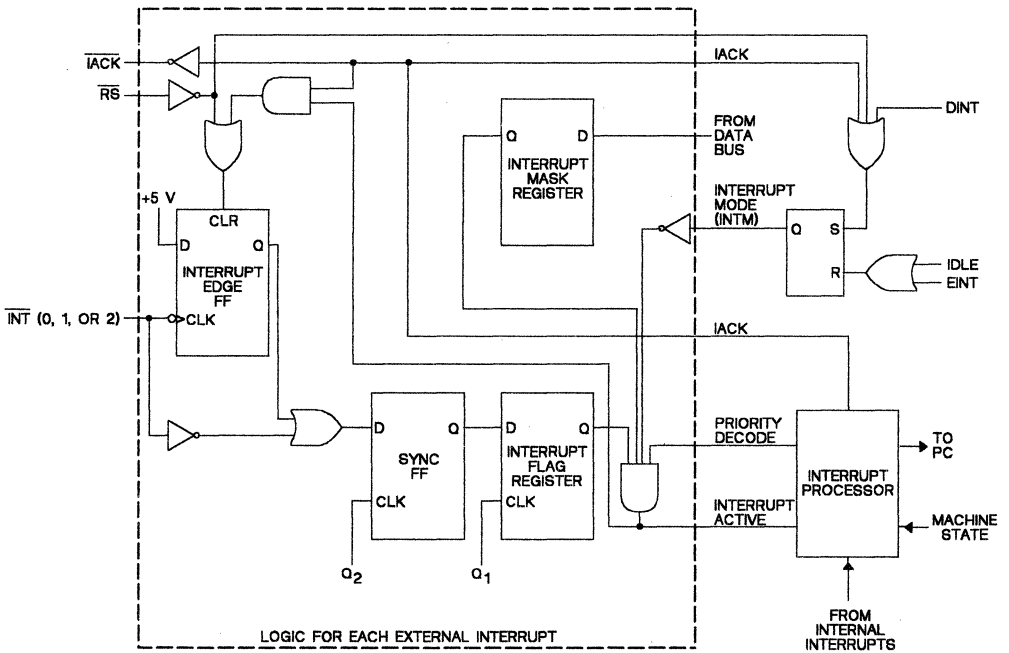 IACK
IACK
RS
DINT
FROM
DATA
BUS
Q D
INTERRUPT
MASK
REGISTER
+5 V
CLR
D Q
INTERRUPT
EDGE
FF
CLK
INTERRUPT
MODE
(INTM)
Q S
R
IDLE
EINT
INT (0, 1, OR 2)
IACK
D Q
SYNC
FF
CLK
D Q
INTERRUPT
FLAG
REGISTER
CLK
PRIORITY
DECODE
INTERRUPT
PROCESSOR
TO
PC
INTERRUPT
ACTIVE
MACHINE
STATE
Q2
Q1
FROM
INTERNAL
INTERRUPTS
LOGIC FOR EACH EXTERNAL INTERRUPT